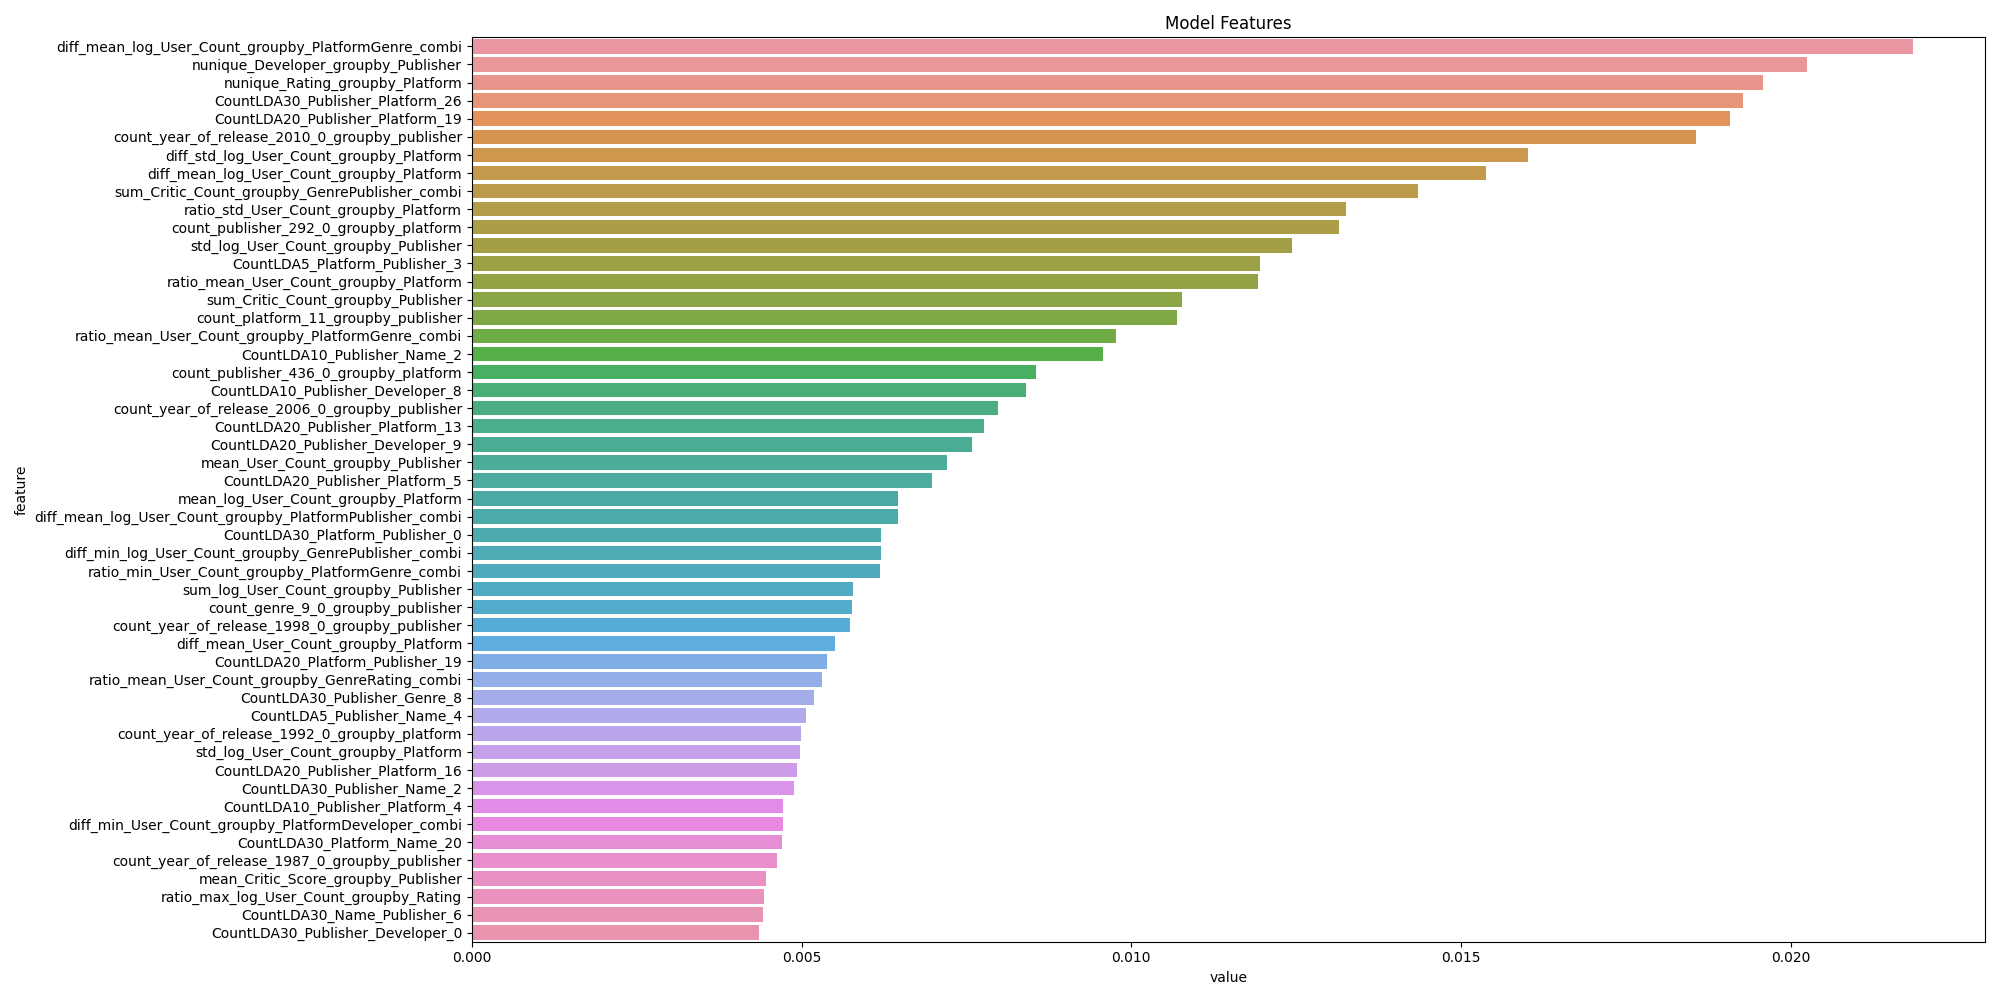 Model Features
diff_mean_log_User_Count_groupby_PlatformGenre_combi
nunique_Developer_groupby_Publisher
nunique_Rating_groupby_Platform
CountLDA30_Publisher_Platform_26
CountLDA20_Publisher_Platform_19
count_year_of_release_2010_0_groupby_publisher
diff_std_log_User_Count_groupby_Platform
diff_mean_log_User_Count_groupby_Platform
sum_Critic_Count_groupby_GenrePublisher_combi
ratio_std_User_Count_groupby_Platform
count_publisher_292_0_groupby_platform
std_log_User_Count_groupby_Publisher
CountLDA5_Platform_Publisher_3
ratio_mean_User_Count_groupby_Platform
sum_Critic_Count_groupby_Publisher
count_platform_11_groupby_publisher
ratio_mean_User_Count_groupby_PlatformGenre_combi
CountLDA10_Publisher_Name_2
count_publisher_436_0_groupby_platform
CountLDA10_Publisher_Developer_8
count_year_of_release_2006_0_groupby_publisher
CountLDA20_Publisher_Platform_13
CountLDA20_Publisher_Developer_9
mean_User_Count_groupby_Publisher
CountLDA20_Publisher_Platform_5
mean_log_User_Count_groupby_Platform
diff_mean_log_User_Count_groupby_PlatformPublisher_combi
CountLDA30_Platform_Publisher_0
diff_min_log_User_Count_groupby_GenrePublisher_combi
ratio_min_User_Count_groupby_PlatformGenre_combi
sum_log_User_Count_groupby_Publisher
count_genre_9_0_groupby_publisher
count_year_of_release_1998_0_groupby_publisher
diff_mean_User_Count_groupby_Platform
CountLDA20_Platform_Publisher_19
ratio_mean_User_Count_groupby_GenreRating_combi
CountLDA30_Publisher_Genre_8
CountLDA5_Publisher_Name_4
count_year_of_release_1992_0_groupby_platform
std_log_User_Count_groupby_Platform
CountLDA20_Publisher_Platform_16
CountLDA30_Publisher_Name_2
CountLDA10_Publisher_Platform_4
diff_min_User_Count_groupby_PlatformDeveloper_combi
CountLDA30_Platform_Name_20
count_year_of_release_1987_0_groupby_publisher
mean_Critic_Score_groupby_Publisher
ratio_max_log_User_Count_groupby_Rating
CountLDA30_Name_Publisher_6
CountLDA30_Publisher_Developer_0
feature
0.000 0.005 0.010 0.015 0.020
value